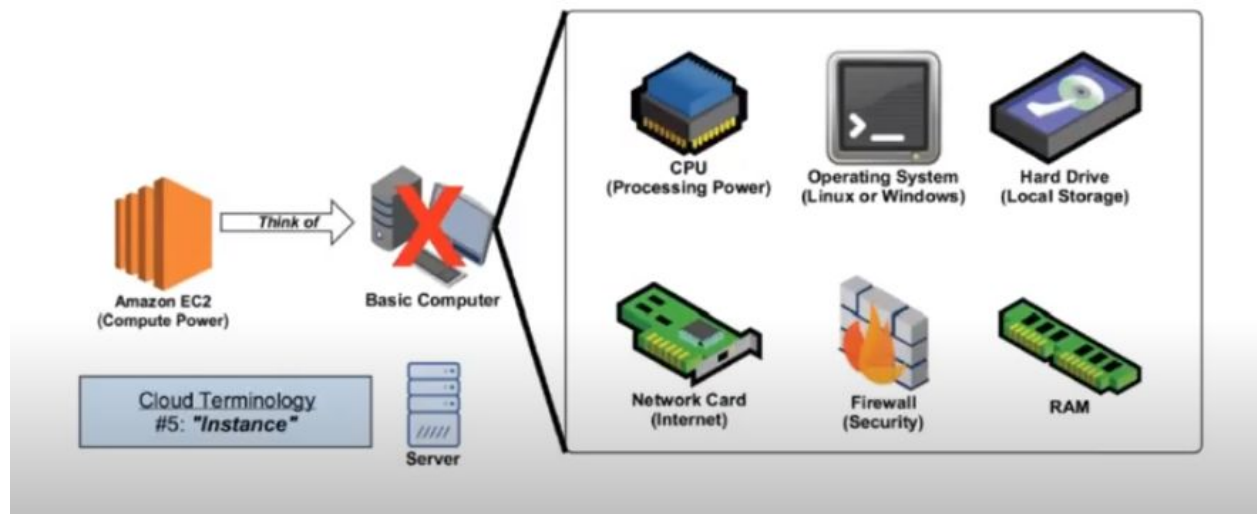 CPU
(Processing Power)
Operating System
(Linux or Windows)
Hard Drive
(Local Storage)
Think of
Amazon EC2
(Compute Power)
Basic Computer
Network Card
(Internet)
Firewall
(Security)
RAM
Cloud Terminology
#5: "Instance"
Server